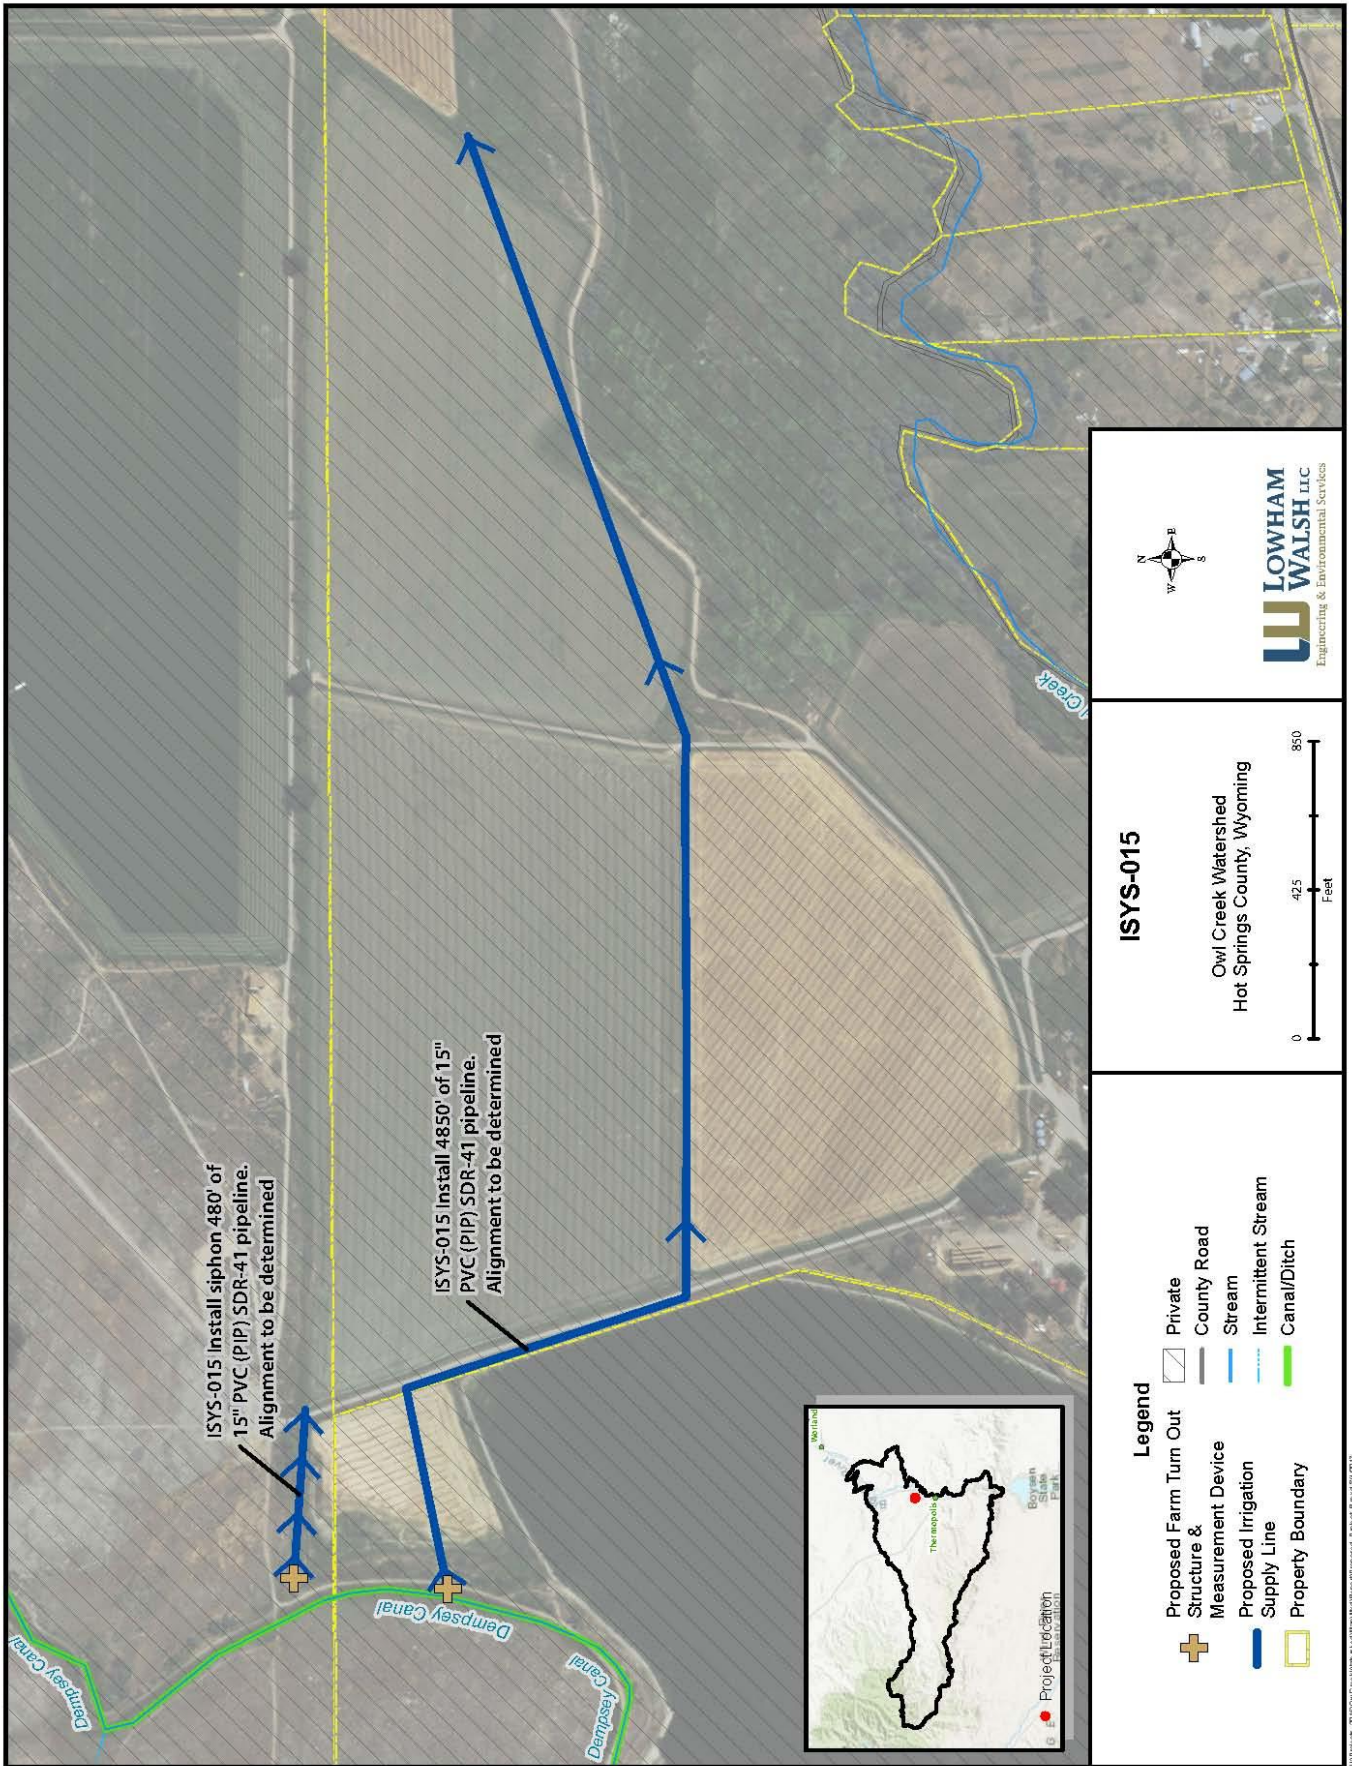 Dempsey Canal
Dempsey Canal
Dempsey Canal
ISYS-015 Install siphon 480' of
15" PVC (PIP) SDR-41 pipeline.
Alignment to be determined
ISYS-015 Install 4850' of 15"
PVC (PIP) SDR-41 pipeline.
Alignment to be determined
Creek
Worland
Thermopolis
Boysen
State
Park
Project Location
Legend
Proposed Farm Turn Out
Structure &
Measurement Device
Proposed Irrigation
Supply Line
Property Boundary
Private
County Road
Stream
Intermittent Stream
Canal/Ditch
ISYS-015
Owl Creek Watershed
Hot Springs County, Wyoming
0 425 850
Feet
N
W E
S
LOWHAM
WALSH LLC
Engineering & Environmental Services